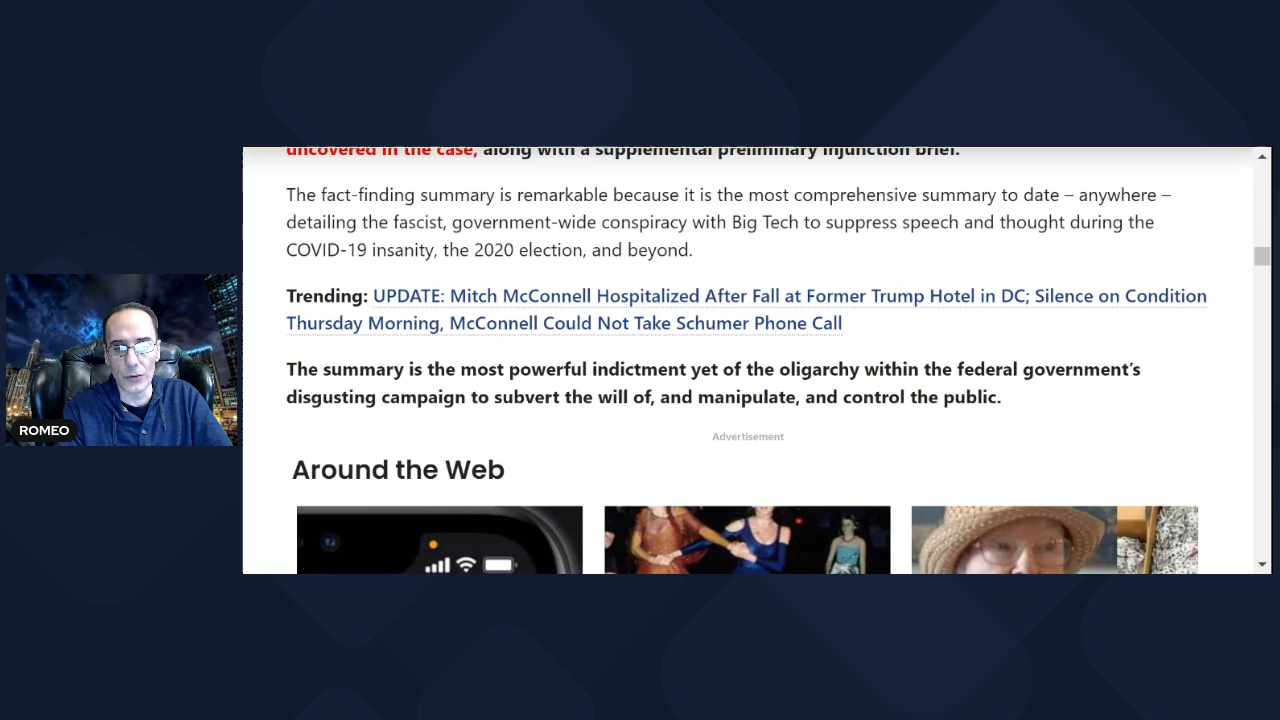 uncovered in the case, along with a supplemental preliminary injunction brief.
The fact-finding summary is remarkable because it is the most comprehensive summary to date – anywhere –
detailing the fascist, government-wide conspiracy with Big Tech to suppress speech and thought during the
COVID-19 insanity, the 2020 election, and beyond.
Trending: UPDATE: Mitch McConnell Hospitalized After Fall at Former Trump Hotel in DC; Silence on Condition
Thursday Morning, McConnell Could Not Take Schumer Phone Call
The summary is the most powerful indictment yet of the oligarchy within the federal government’s
disgusting campaign to subvert the will of, and manipulate, and control the public.
ROMEO
Advertisement
Around the Web